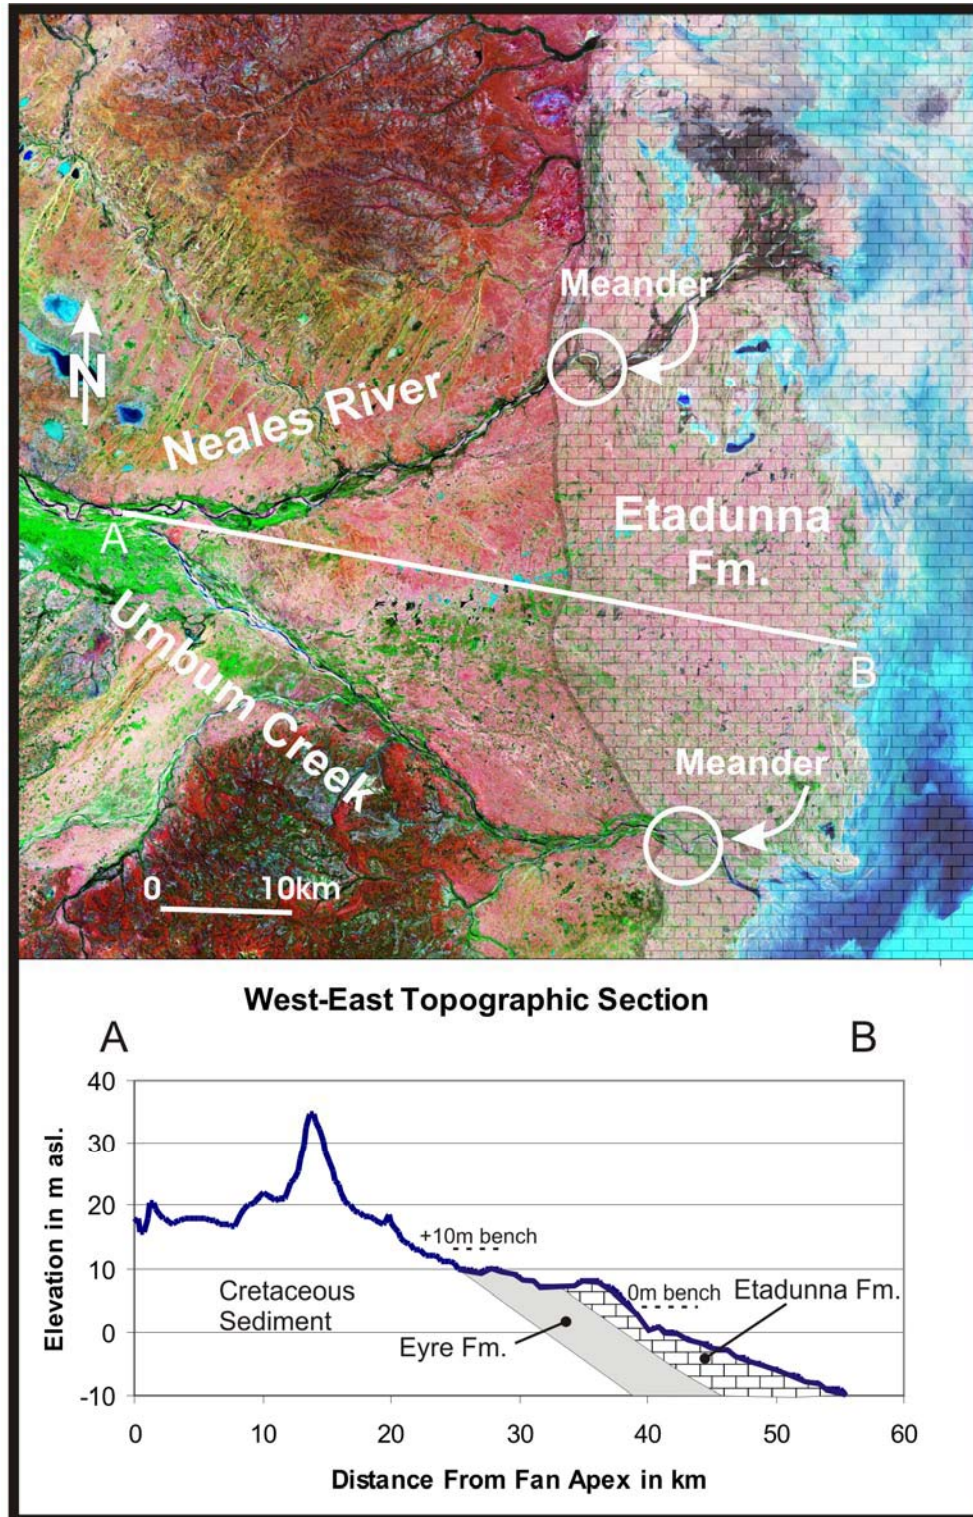 Meander
N
Neales River
A
Etadunna
Fm.
B
Umbum Creek
Meander
0 10km
West-East Topographic Section
A B
40
30
20
10
0
-10
Elevation in m asl.
+10m bench
Cretaceous
Sediment
0m bench
Etadunna Fm.
Eyre Fm.
0 10 20 30 40 50 60
Distance From Fan Apex in km